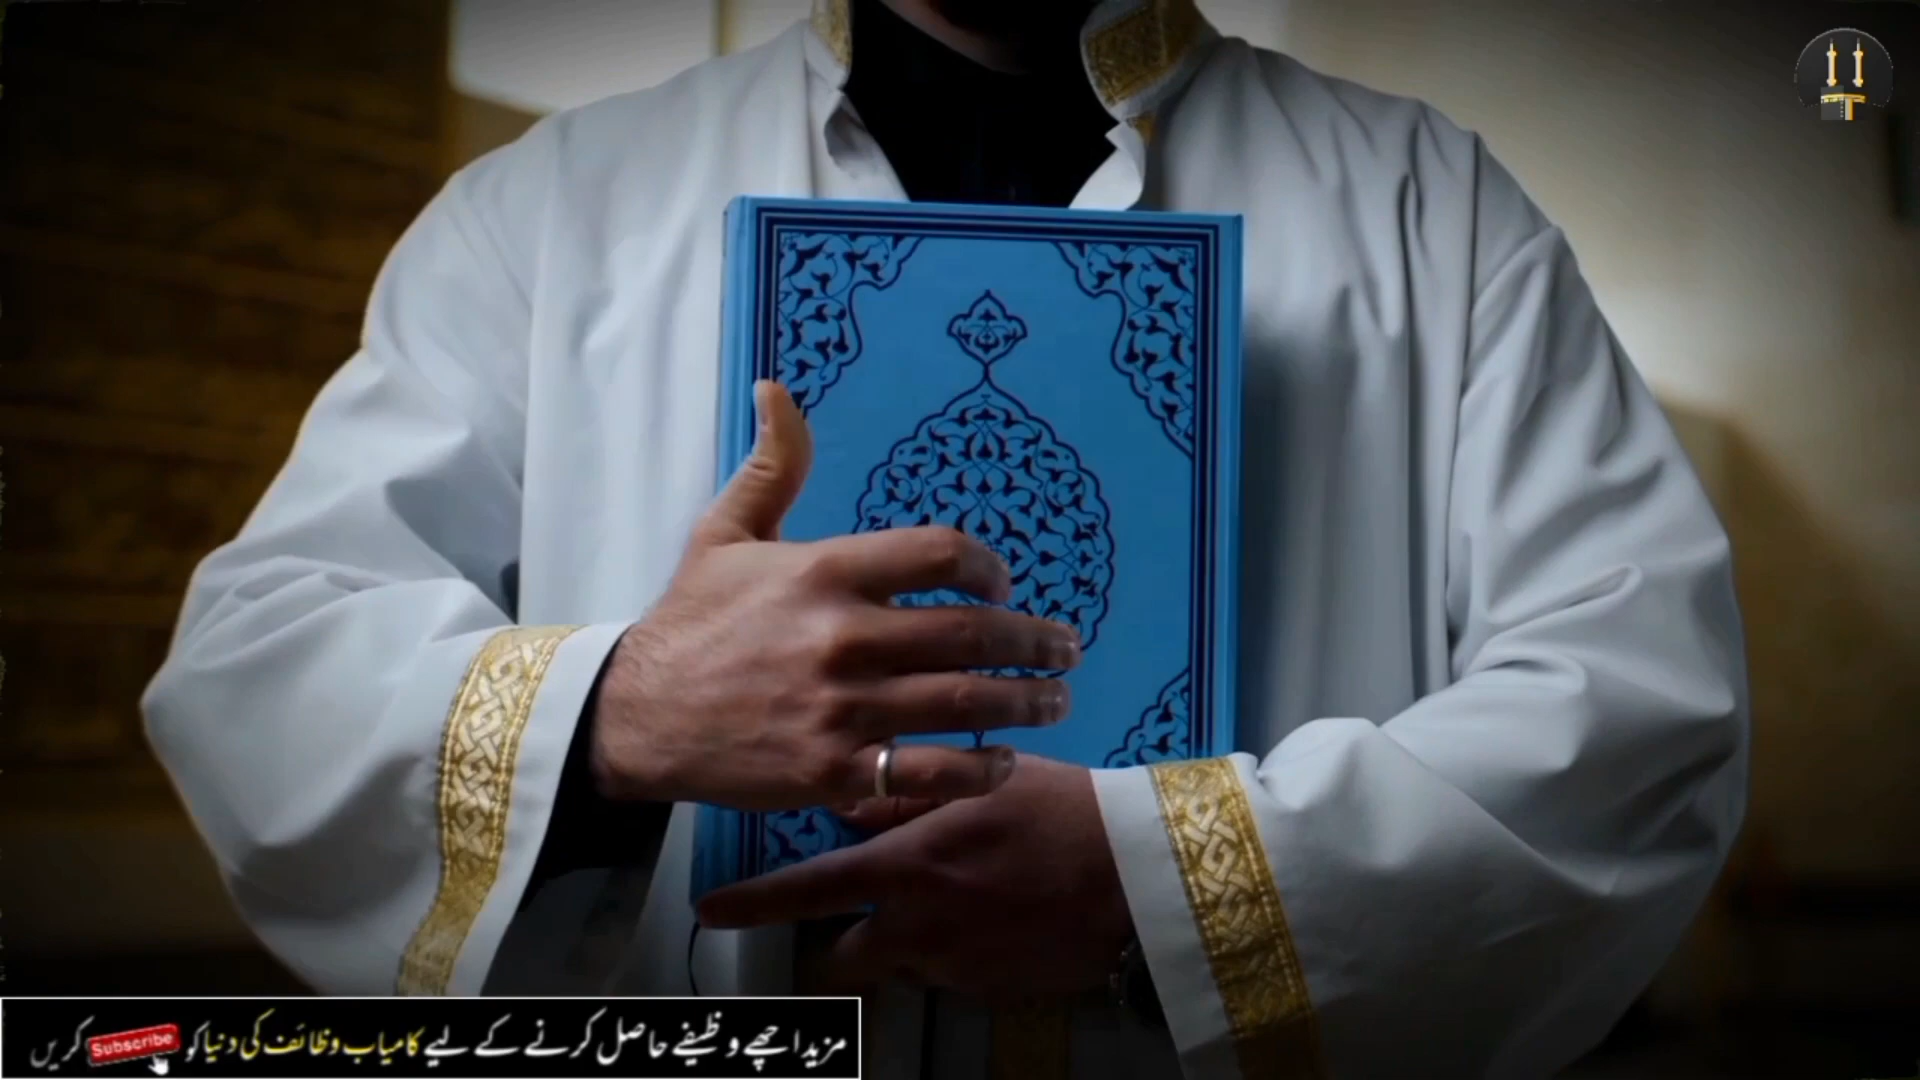 مزید اچھے وظیفے حاصل کرنے کے لیے کامیاب وظائف کی دنیا کو Subscribe کریں